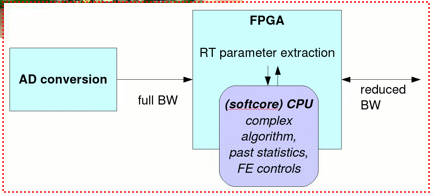 FPGA
RT parameter extraction
AD conversion
full BW
(softcore) CPU
complex
algorithm,
past statistics,
FE controls
reduced
BW